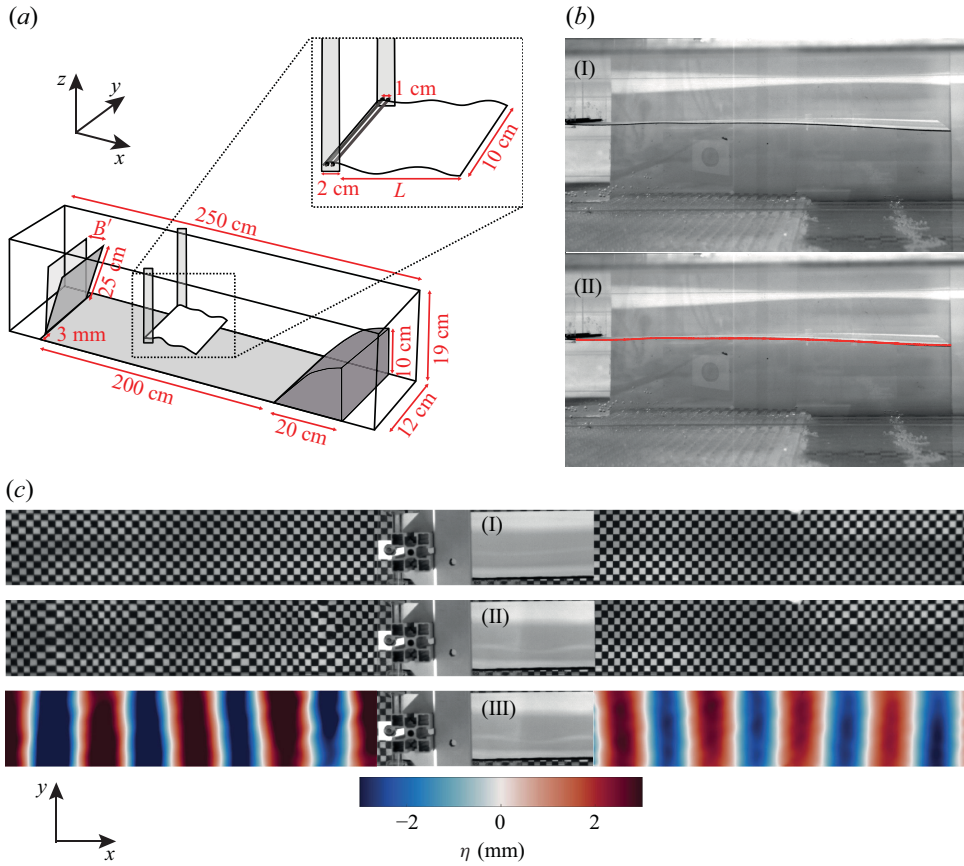 (a)
(b)
z
y
x
1 cm
10 cm
2 cm
L
250 cm
B′
25 cm
3 mm
10 cm
19 cm
200 cm
20 cm
12 cm
(I)
(II)
(c)
(I)
(II)
(III)
y
x
−2
0
2
η (mm)